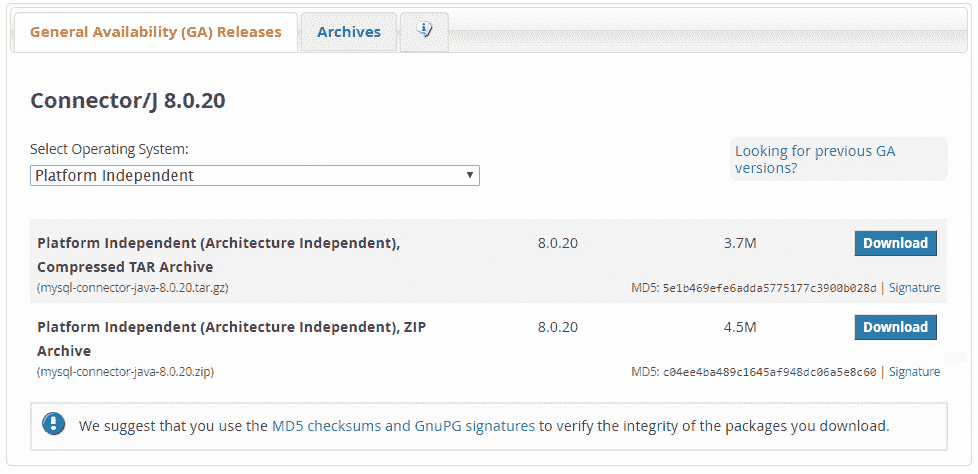 General Availability (GA) Releases
Archives
Connector/J 8.0.20
Select Operating System:
Platform Independent
Looking for previous GA
versions?
Platform Independent (Architecture Independent), 8.0.20 3.7M Download
Compressed TAR Archive
(mysql-connector-java-8.0.20.tar.gz) MD5: 5e1b469efe6adda5775177c3900b028d | Signature
Platform Independent (Architecture Independent), ZIP 8.0.20 4.5M Download
Archive
(mysql-connector-java-8.0.20.zip) MD5: c04ee4ba489c1645af948dc06a5e8c60 | Signature
We suggest that you use the MD5 checksums and GnuPG signatures to verify the integrity of the packages you download.